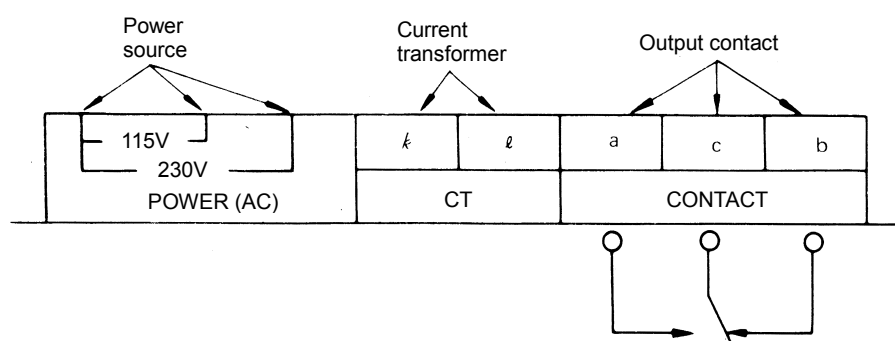 Power
source
Current
transformer
Output contact
115V
230V
POWER (AC)
k
ℓ
CT
a
c
b
CONTACT